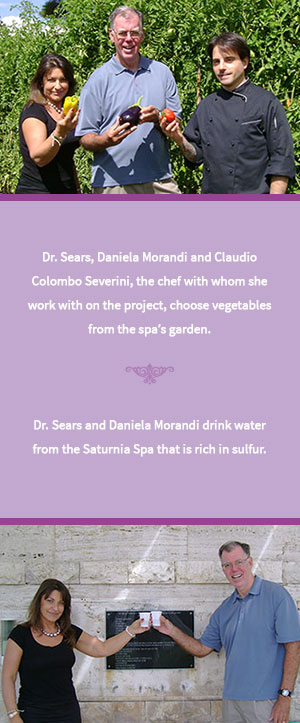 Dr. Sears, Daniela Morandi and Claudio
Colombo Severini, the chef with whom she
work with on the project, choose vegetables
from the spa's garden.
Dr. Sears and Daniela Morandi drink water
from the Saturnia Spa that is rich in sulfur.